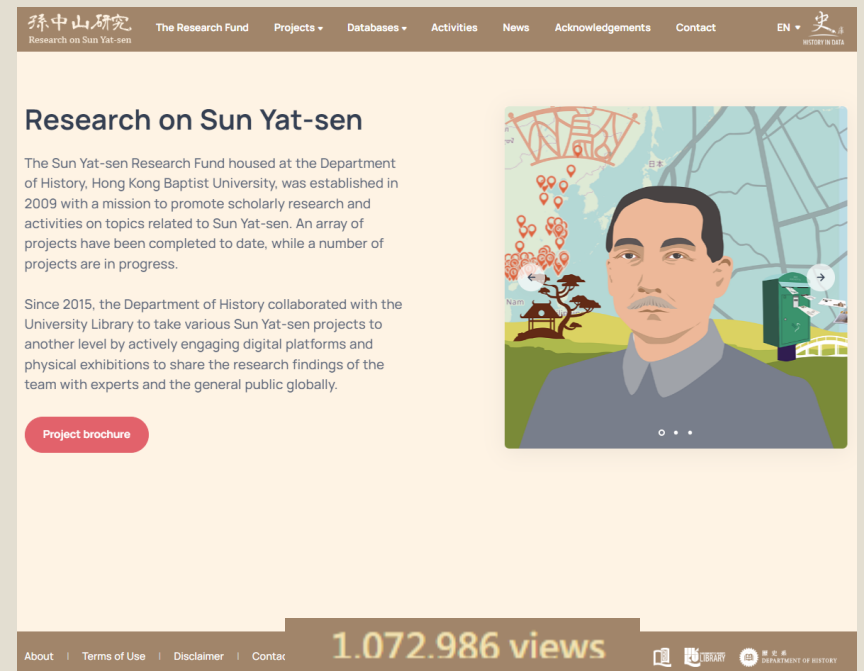 孫中山研究
Research on Sun Yat-sen
The Research Fund
Projects
Databases
Activities
News
Acknowledgements
Contact
EN
史
HISTORY IN DATA
Research on Sun Yat-sen
The Sun Yat-sen Research Fund housed at the Department
of History, Hong Kong Baptist University, was established in
2009 with a mission to promote scholarly research and
activities on topics related to Sun Yat-sen. An array of
projects have been completed to date, while a number of
projects are in progress.
Since 2015, the Department of History collaborated with the
University Library to take various Sun Yat-sen projects to
another level by actively engaging digital platforms and
physical exhibitions to share the research findings of the
team with experts and the general public globally.
Project brochure
日本
Nam
About | Terms of Use | Disclaimer | Contac
1.072.986 views
LIBRARY
歷史系
DEPARTMENT OF HISTORY